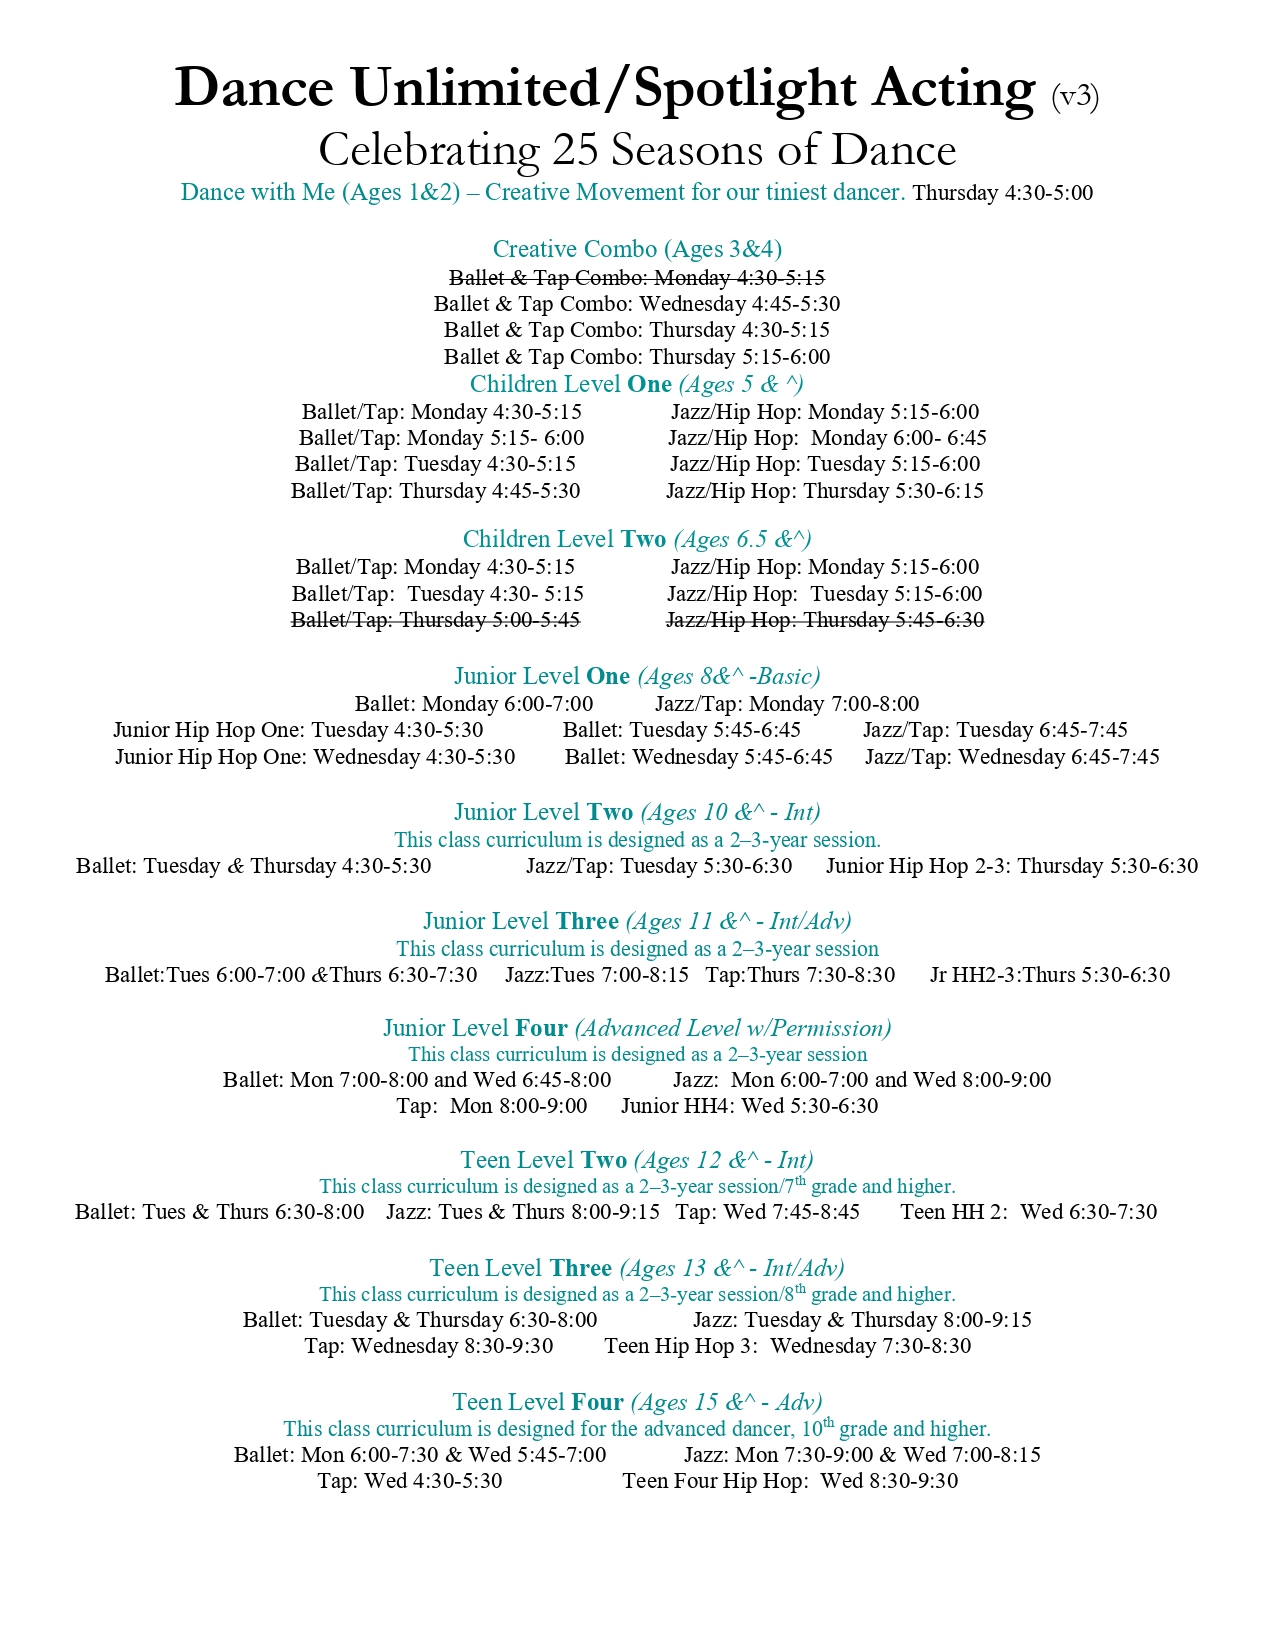 Dance Unlimited/Spotlight Acting (v3)
Celebrating 25 Seasons of Dance
Dance with Me (Ages 1&2) – Creative Movement for our tiniest dancer. Thursday 4:30-5:00
Creative Combo (Ages 3&4)
Ballet & Tap Combo: Monday 4:30-5:15
Ballet & Tap Combo: Wednesday 4:45-5:30
Ballet & Tap Combo: Thursday 4:30-5:15
Ballet & Tap Combo: Thursday 5:15-6:00
Children Level One (Ages 5 & ^)
Ballet/Tap: Monday 4:30-5:15 Jazz/Hip Hop: Monday 5:15-6:00
Ballet/Tap: Monday 5:15- 6:00 Jazz/Hip Hop: Monday 6:00- 6:45
Ballet/Tap: Tuesday 4:30-5:15 Jazz/Hip Hop: Tuesday 5:15-6:00
Ballet/Tap: Thursday 4:45-5:30 Jazz/Hip Hop: Thursday 5:30-6:15
Children Level Two (Ages 6.5 &^)
Ballet/Tap: Monday 4:30-5:15 Jazz/Hip Hop: Monday 5:15-6:00
Ballet/Tap: Tuesday 4:30- 5:15 Jazz/Hip Hop: Tuesday 5:15-6:00
Ballet/Tap: Thursday 5:00-5:45 Jazz/Hip Hop: Thursday 5:45-6:30
Junior Level One (Ages 8&^ -Basic)
Ballet: Monday 6:00-7:00 Jazz/Tap: Monday 7:00-8:00
Junior Hip Hop One: Tuesday 4:30-5:30 Ballet: Tuesday 5:45-6:45 Jazz/Tap: Tuesday 6:45-7:45
Junior Hip Hop One: Wednesday 4:30-5:30 Ballet: Wednesday 5:45-6:45 Jazz/Tap: Wednesday 6:45-7:45
Junior Level Two (Ages 10 &^ - Int)
This class curriculum is designed as a 2–3-year session.
Ballet: Tuesday & Thursday 4:30-5:30 Jazz/Tap: Tuesday 5:30-6:30 Junior Hip Hop 2-3: Thursday 5:30-6:30
Junior Level Three (Ages 11 &^ - Int/Adv)
This class curriculum is designed as a 2–3-year session
Ballet:Tues 6:00-7:00 &Thurs 6:30-7:30 Jazz:Tues 7:00-8:15 Tap:Thurs 7:30-8:30 Jr HH2-3:Thurs 5:30-6:30
Junior Level Four (Advanced Level w/Permission)
This class curriculum is designed as a 2–3-year session
Ballet: Mon 7:00-8:00 and Wed 6:45-8:00 Jazz: Mon 6:00-7:00 and Wed 8:00-9:00
Tap: Mon 8:00-9:00 Junior HH4: Wed 5:30-6:30
Teen Level Two (Ages 12 &^ - Int)
This class curriculum is designed as a 2–3-year session/7th grade and higher.
Ballet: Tues & Thurs 6:30-8:00 Jazz: Tues & Thurs 8:00-9:15 Tap: Wed 7:45-8:45 Teen HH 2: Wed 6:30-7:30
Teen Level Three (Ages 13 &^ - Int/Adv)
This class curriculum is designed as a 2–3-year session/8th grade and higher.
Ballet: Tuesday & Thursday 6:30-8:00 Jazz: Tuesday & Thursday 8:00-9:15
Tap: Wednesday 8:30-9:30 Teen Hip Hop 3: Wednesday 7:30-8:30
Teen Level Four (Ages 15 &^ - Adv)
This class curriculum is designed for the advanced dancer, 10th grade and higher.
Ballet: Mon 6:00-7:30 & Wed 5:45-7:00 Jazz: Mon 7:30-9:00 & Wed 7:00-8:15
Tap: Wed 4:30-5:30 Teen Four Hip Hop: Wed 8:30-9:30